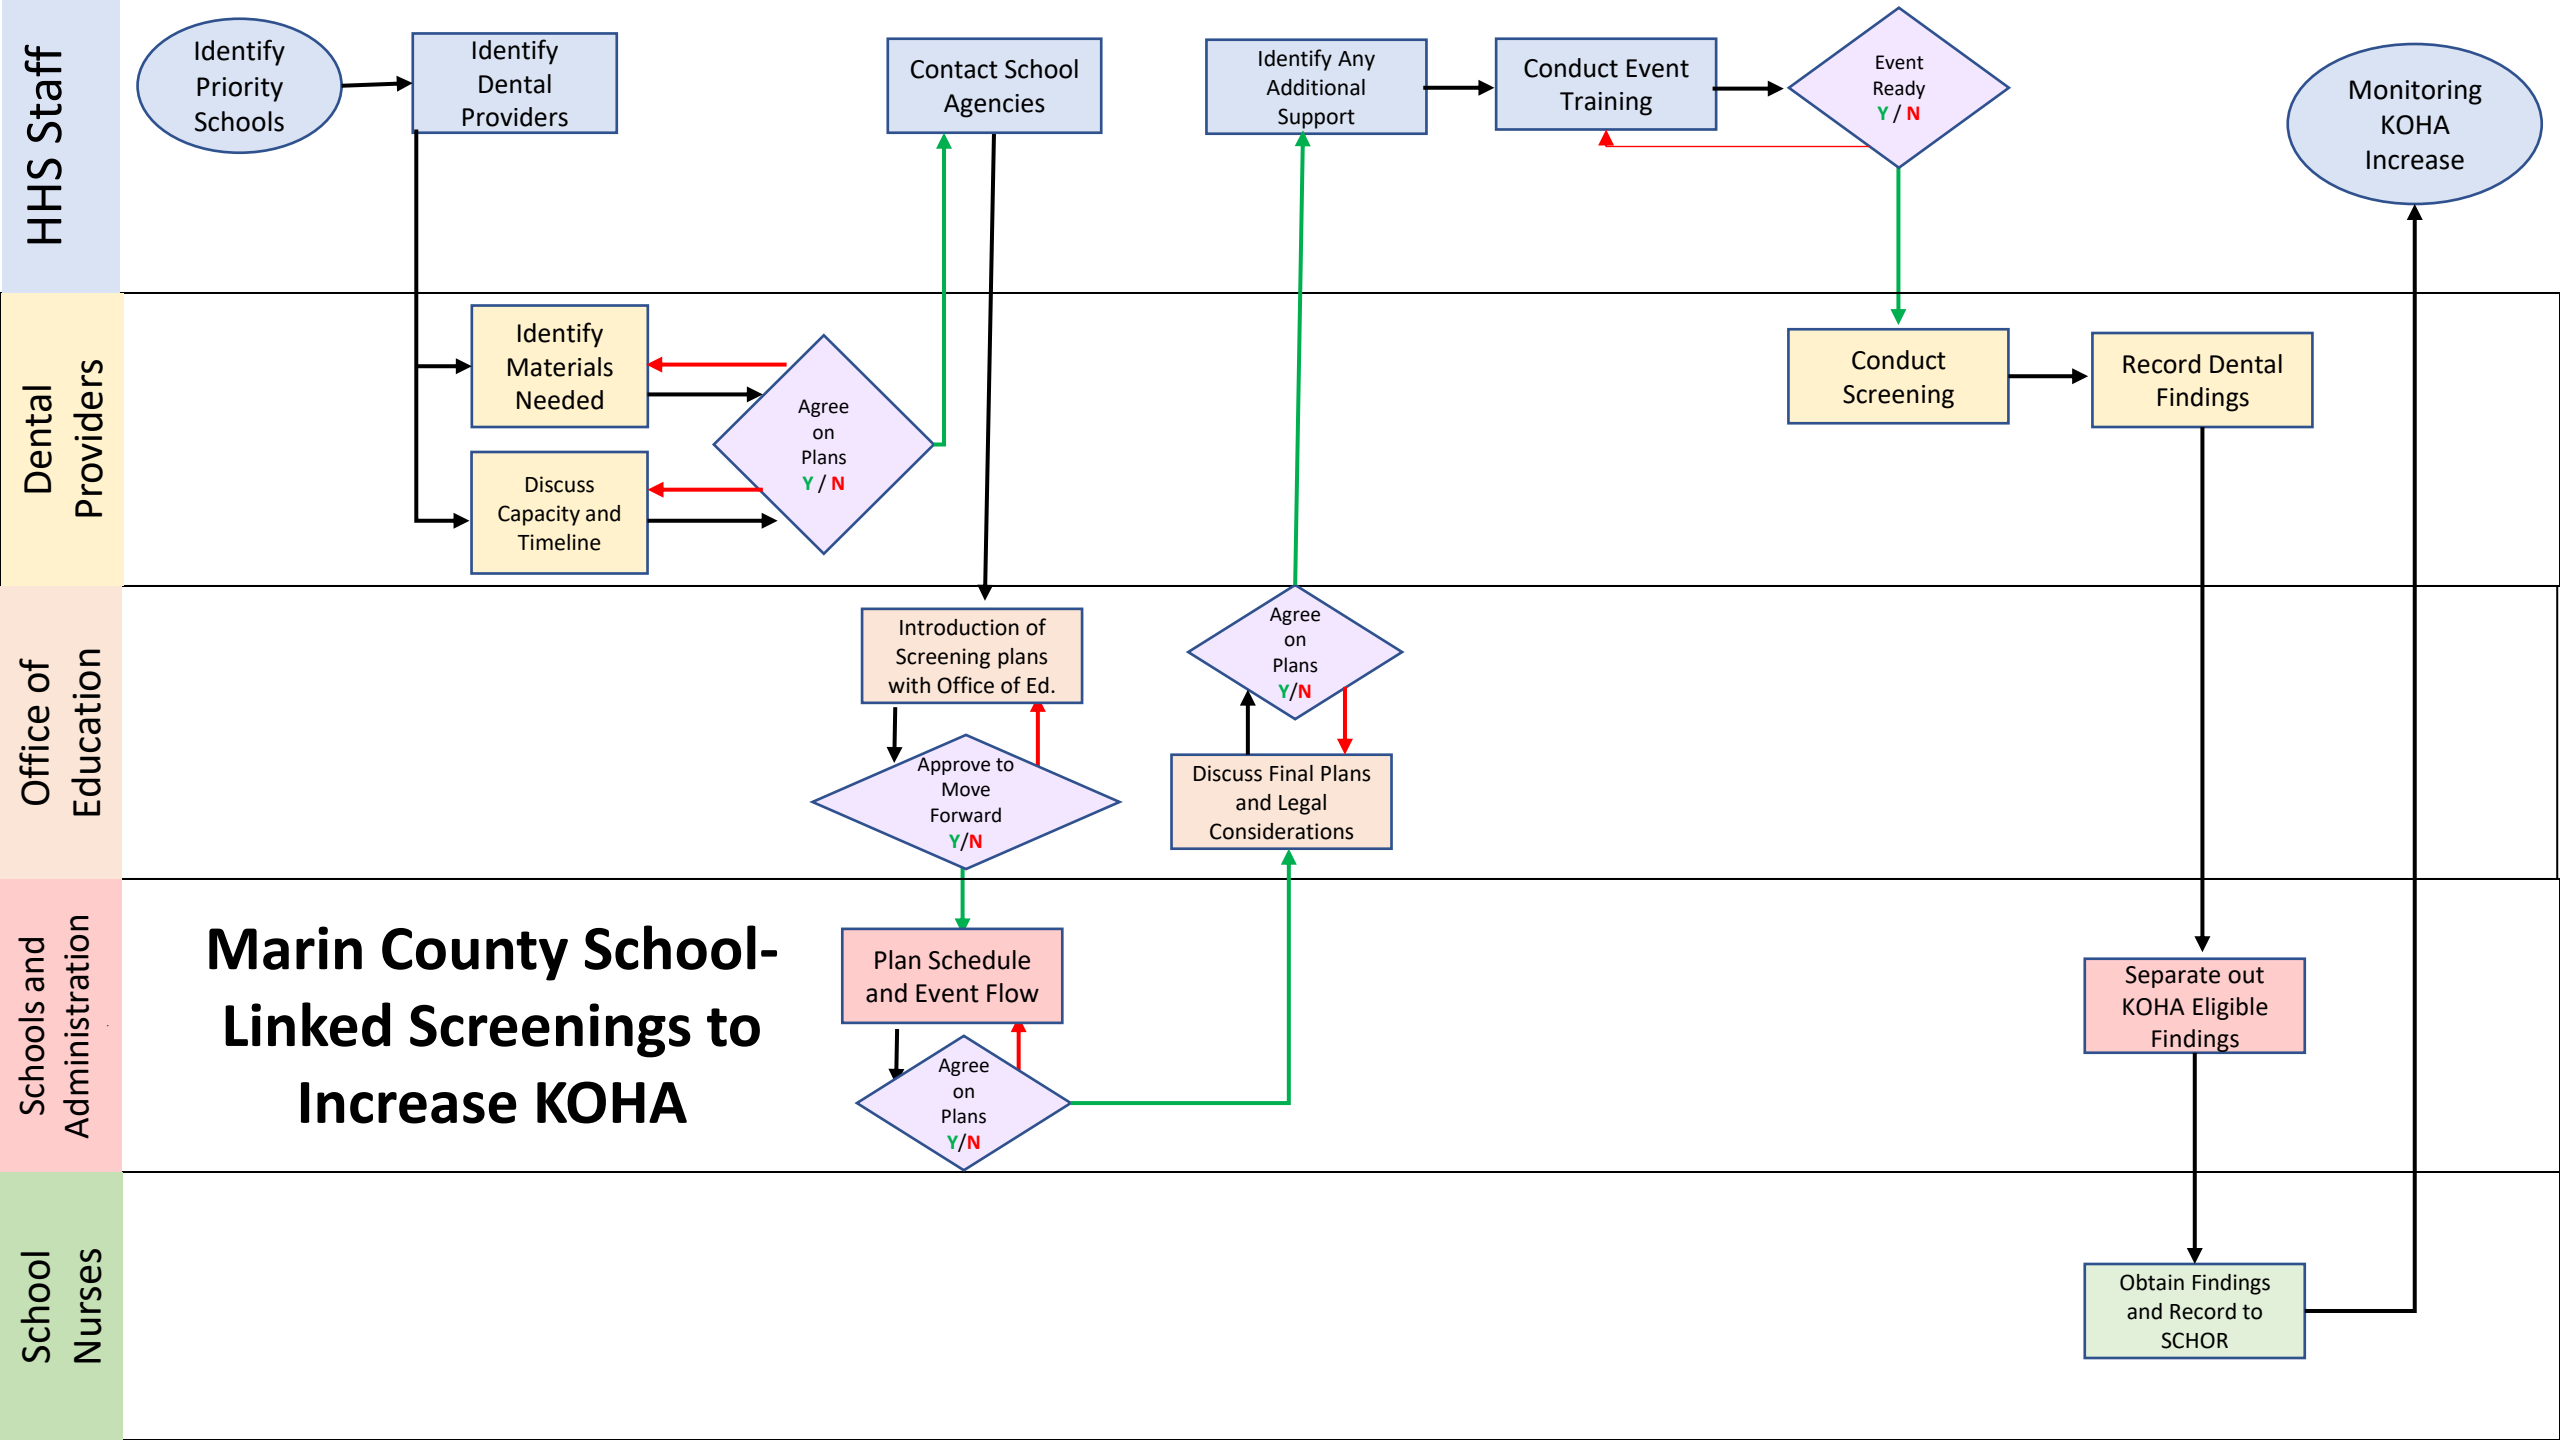 HHS Staff
Identify
Priority
Schools
Identify
Dental
Providers
Contact School
Agencies
Identify Any
Additional
Support
Conduct Event
Training
Event
Ready
Y / N
Monitoring
KOHA
Increase
Dental
Providers
Identify
Materials
Needed
Discuss
Capacity and
Timeline
Agree
on
Plans
Y / N
Conduct
Screening
Record Dental
Findings
Office of
Education
Introduction of
Screening plans
with Office of Ed.
Approve to
Move
Forward
Y/N
Agree
on
Plans
Y/N
Discuss Final Plans
and Legal
Considerations
Schools and
Administration
Marin County School-
Linked Screenings to
Increase KOHA
Plan Schedule
and Event Flow
Agree
on
Plans
Y/N
Separate out
KOHA Eligible
Findings
School
Nurses
Obtain Findings
and Record to
SCHOR